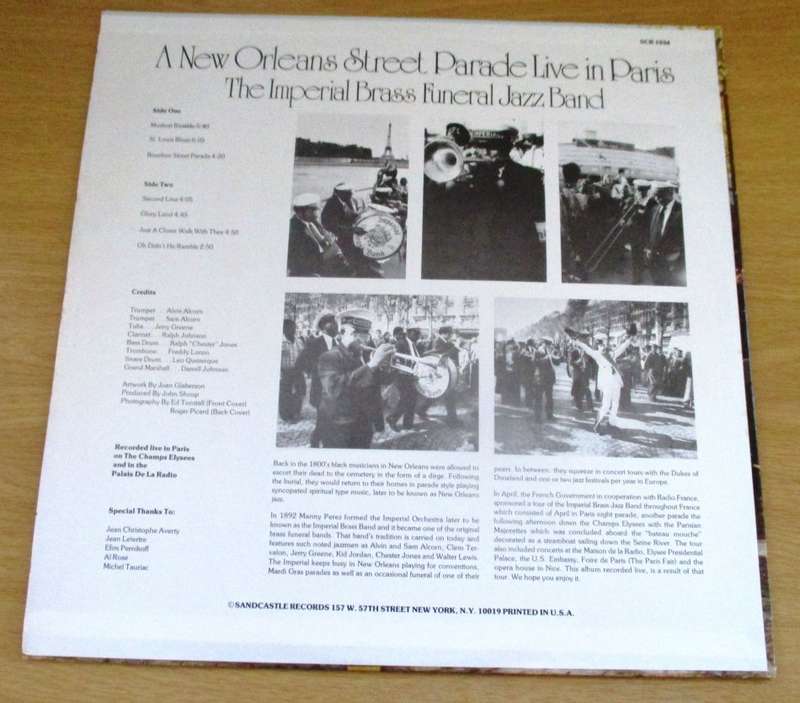 A New Orleans Street Parade Live in Paris
The Imperial Brass Funeral Jazz Band
Side One
St. Louis Blues
Bourbon Street Parade 4:20
Side Two
Second Line 4:05
Glory Land 4:45
Just A Closer Walk With Thee 4:50
Oh Didn't He Ramble 2:50
Credits
Trumpet . . Alvin Alcorn
Trumpet . . Sam Alcorn
Tuba . . Jerry Greene
Clarinet . . Ralph Johnson
Bass Drum . . Ralph "Chester" Jones
Trombone . . Freddy Lonzo
Snare Drum . . Leo
Grand Marshall . . Darrell Johnson
Artwork By Joan
Produced By John Shoup
Photography By Ed Tunstall (Front Cover)
Roger Picard (Back Cover)
Recorded live in Paris
on The Champs Elysees
and in the
Palais De La Radio
Special Thanks To:
Jean Christophe Averty
Jean Letertre
Efim
Al Rose
Michel Tauriac
IMPERIAL
Back in the 1800's black musicians in New Orleans were allowed to
escort their dead to the cemetery in the form of a dirge. Following
the burial, they would return to their homes in parade style playing
syncopated spiritual type music, later to be known as New Orleans
jazz.
In 1892 Manny Perez formed the Imperial Orchestra later to be
known as the Imperial Brass Band and it became one of the original
brass funeral bands. That band's tradition is carried on today and
features such noted jazzmen as Alvin and Sam Alcorn, Clem Ter-
valon, Jerry Greene, Kid Jordan, Chester Jones and Walter Lewis.
The Imperial keeps busy in New Orleans playing for conventions,
Mardi Gras parades as well as an occasional funeral of one of their
peers. In between, they squeeze in concert tours with the Dukes of
Dixieland and one or two jazz festivals per year in Europe.
In April, the French Government in cooperation with Radio France,
sponsored a tour of the Imperial Brass Jazz Band throughout France
which consisted of April in Paris night parade, another parade the
following afternoon down the Champs Elysees with the Parisian
Majorettes which was concluded aboard the "bateau mouche"
decorated as a steamboat sailing down the Seine River. The tour
also included concerts at the Maison de la Radio, Elysee Presidential
Palace, the U.S. Embassy, Foire de Paris (The Paris Fair) and the
opera house in Nice. This album recorded live, is a result of that
tour. We hope you enjoy it.
©SANDCASTLE RECORDS 157 W. 57TH STREET NEW YORK, N.Y. 10019 PRINTED IN U.S.A.